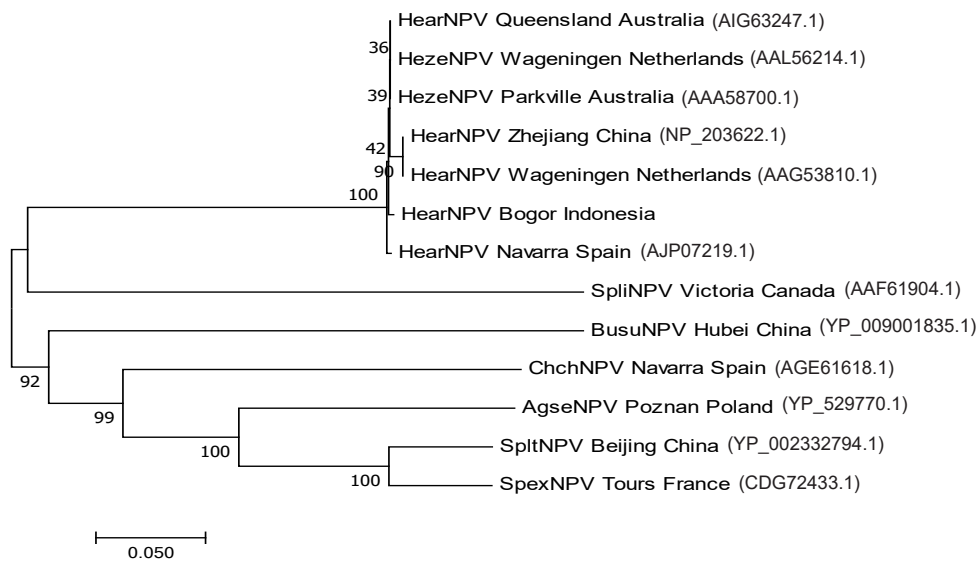 HearNPV Queensland Australia (AIG63247.1)
36
HezeNPV Wageningen Netherlands (AAL56214.1)
39
HezeNPV Parkville Australia (AAA58700.1)
HearNPV Zhejiang China (NP_203622.1)
42
90
HearNPV Wageningen Netherlands (AAG53810.1)
100
HearNPV Bogor Indonesia
HearNPV Navarra Spain (AJP07219.1)
SpliNPV Victoria Canada (AAF61904.1)
BusuNPV Hubei China (YP_009001835.1)
92
ChchNPV Navarra Spain (AGE61618.1)
99
AgseNPV Poznan Poland (YP_529770.1)
100
SpltNPV Beijing China (YP_002332794.1)
100
SpexNPV Tours France (CDG72433.1)
0.050